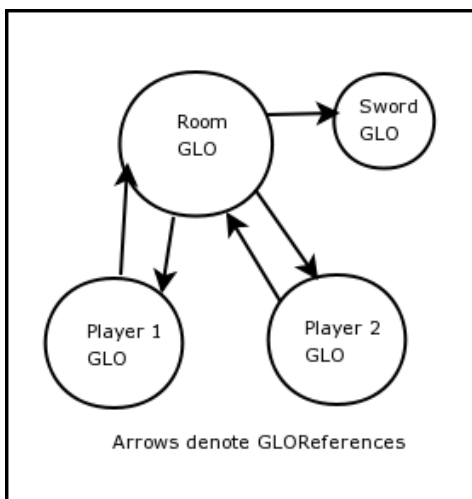 Room
GLO
Sword
GLO
Player 1
GLO
Player 2
GLO
Arrows denote GLOReferences